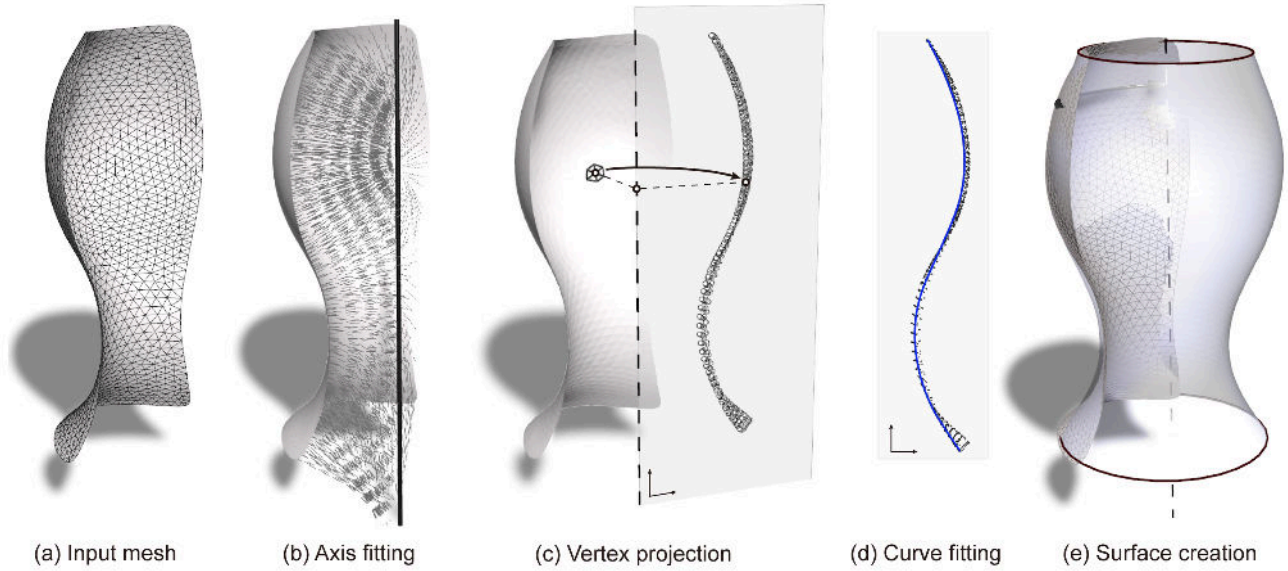 (a) Input mesh
(b) Axis fitting
(c) Vertex projection
(d) Curve fitting
(e) Surface creation